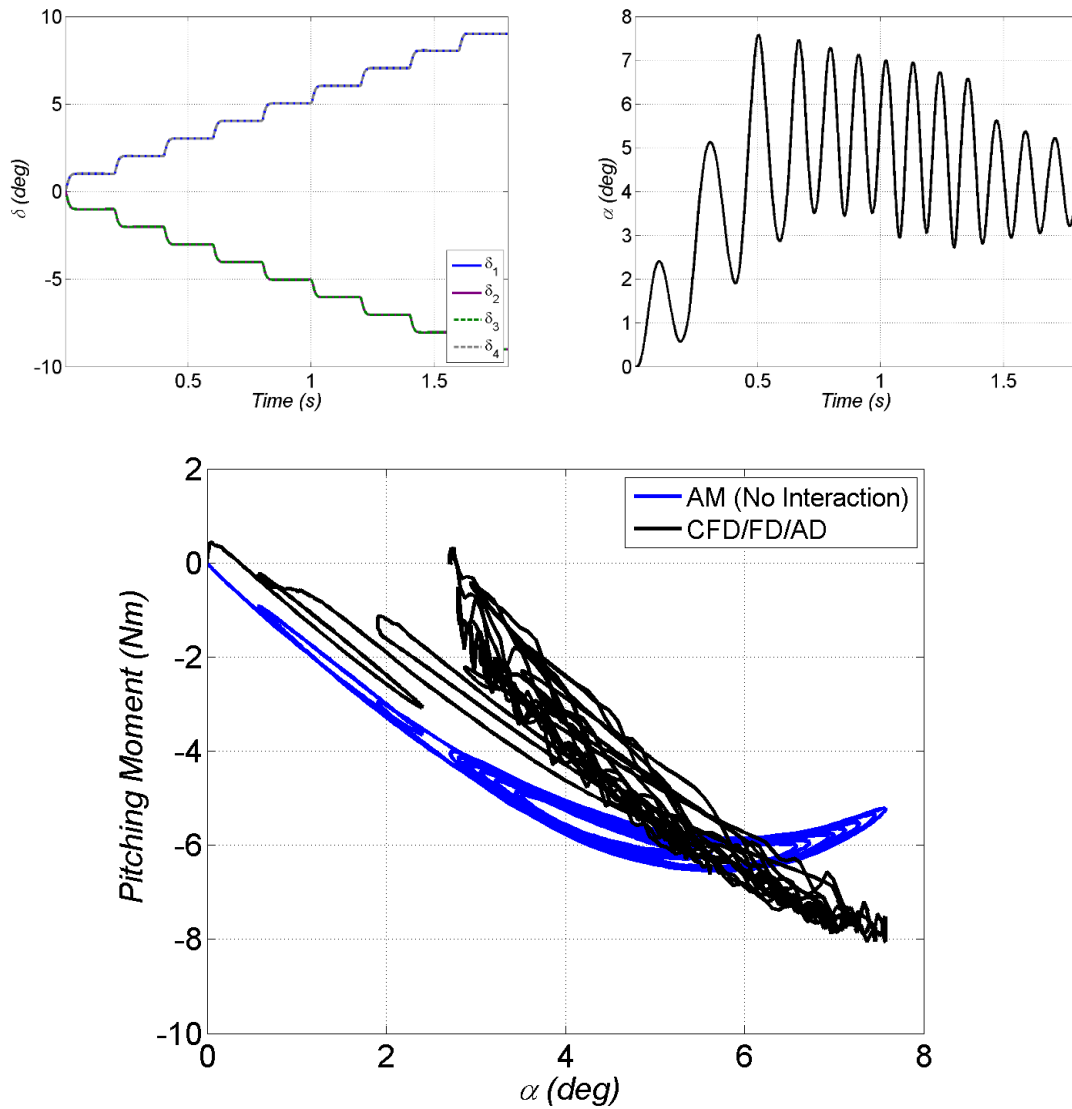 10
5
0
-5
-10
δ (deg)
0.5
1
1.5
Time (s)
δ1
δ2
δ3
δ4
8
7
6
5
4
3
2
1
0
α (deg)
0.5
1
1.5
Time (s)
2
0
-2
-4
-6
-8
-10
Pitching Moment (Nm)
AM (No Interaction)
CFD/FD/AD
0
2
4
6
8
α (deg)